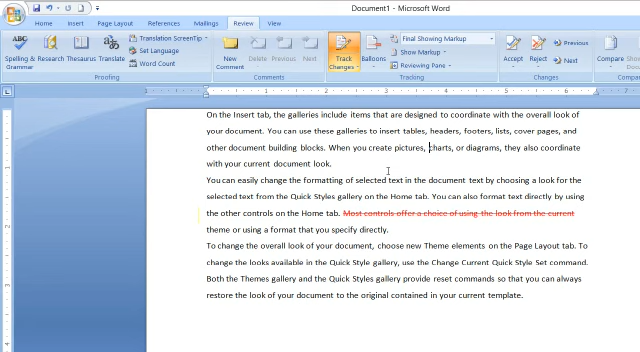 Document1 - Microsoft Word
Home Insert Page Layout References Mailings Review View
ABC Spelling & Grammar Research Thesaurus Translate
Translation ScreenTip
Set Language
Word Count
Proofing
New Comment
Comments
Track Changes Balloons
Final Showing Markup
Show Markup
Reviewing Pane
Tracking
Accept Reject
Previous
Next
Changes
Compare
On the Insert tab, the galleries include items that are designed to coordinate with the overall look of
your document. You can use these galleries to insert tables, headers, footers, lists, cover pages, and
other document building blocks. When you create pictures, charts, or diagrams, they also coordinate
with your current document look.
You can easily change the formatting of selected text in the document text by choosing a look for the
selected text from the Quick Styles gallery on the Home tab. You can also format text directly by using
the other controls on the Home tab. Most controls offer a choice of using the look from the current
theme or using a format that you specify directly.
To change the overall look of your document, choose new Theme elements on the Page Layout tab. To
change the looks available in the Quick Style gallery, use the Change Current Quick Style Set command.
Both the Themes gallery and the Quick Styles gallery provide reset commands so that you can always
restore the look of your document to the original contained in your current template.